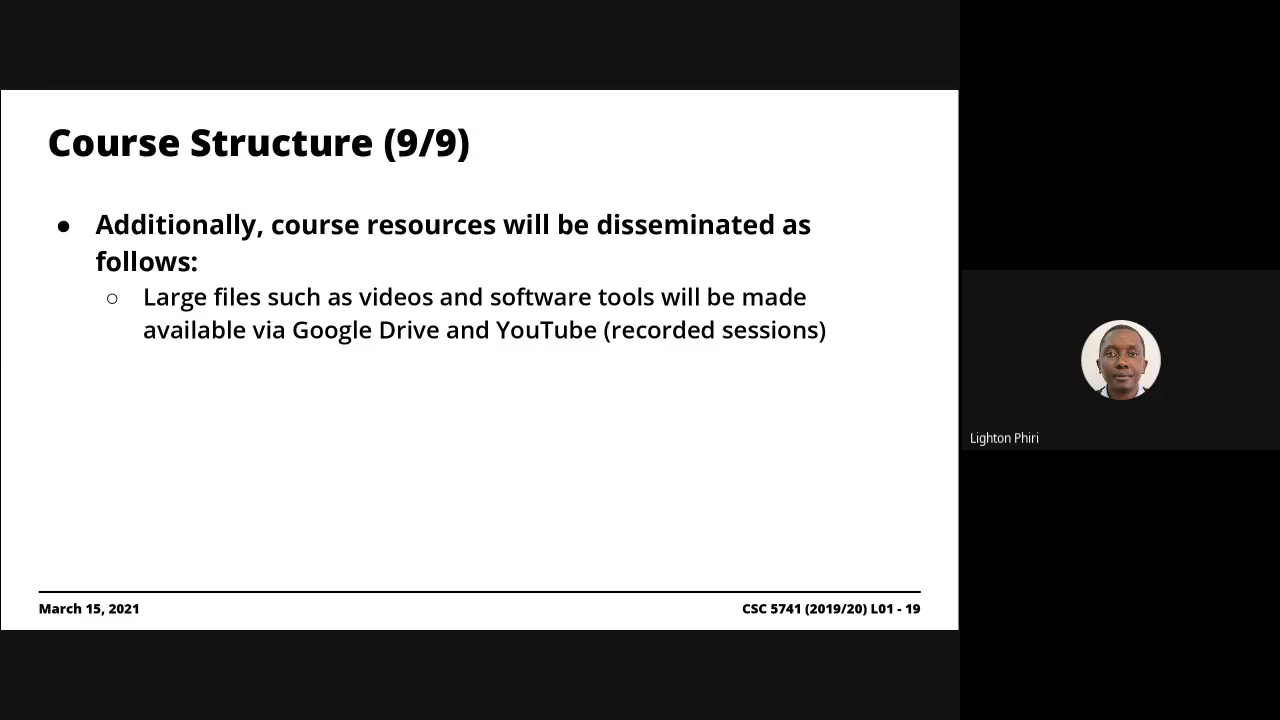 Course Structure (9/9)
● Additionally, course resources will be disseminated as
follows:
○ Large files such as videos and software tools will be made
available via Google Drive and YouTube (recorded sessions)
March 15, 2021
CSC 5741 (2019/20) L01 - 19
Lighton Phiri